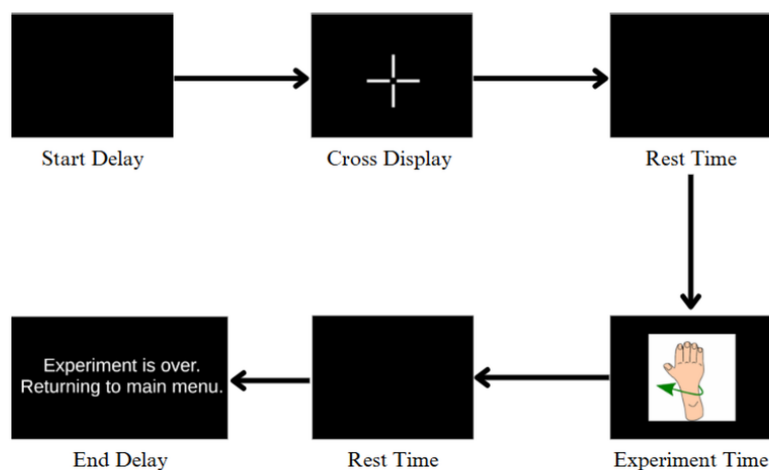 Start Delay
Cross Display
Rest Time
Experiment is over.
Returning to main menu.
End Delay
Rest Time
Experiment Time